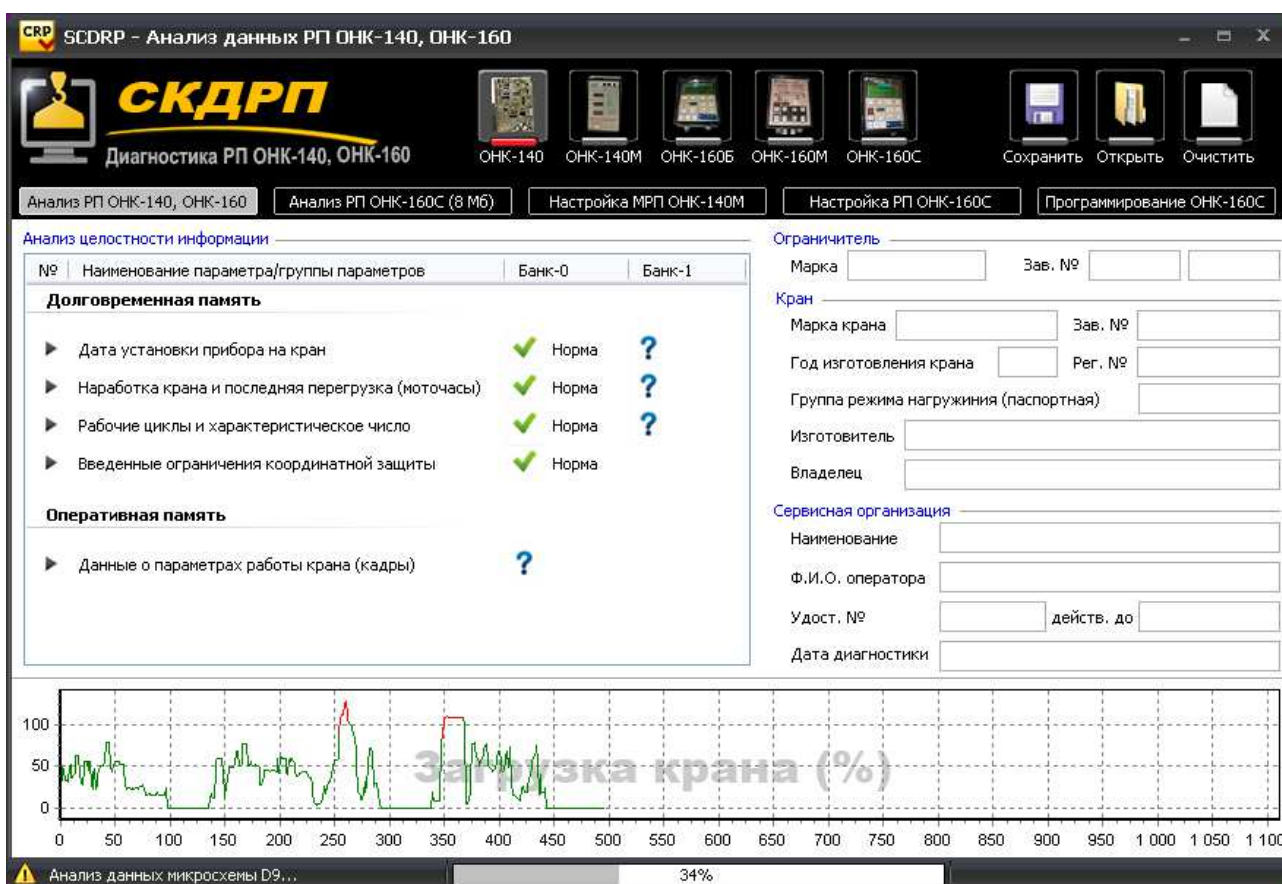 CRP SCDRP - Анализ данных РП ОНК-140, ОНК-160
СКДРП
Диагностика РП ОНК-140, ОНК-160
ОНК-140 ОНК-140М ОНК-160Б ОНК-160М ОНК-160С Сохранить Открыть Очистить
Анализ РП ОНК-140, ОНК-160 Анализ РП ОНК-160С (8 Мб) Настройка МРП ОНК-140М Настройка РП ОНК-160С Программирование ОНК-160С
Анализ целостности информации
№ Наименование параметра/группы параметров Банк-0 Банк-1
Долговременная память
Дата установки прибора на кран Норма ?
Наработка крана и последняя перегрузка (моточасы) Норма ?
Рабочие циклы и характеристическое число Норма ?
Введенные ограничения координатной защиты Норма
Оперативная память
Данные о параметрах работы крана (кадры) ?
Ограничитель
Марка Зав. №
Кран
Марка крана Зав. №
Год изготовления крана Рег. №
Группа режима нагружиния (паспортная)
Изготовитель
Владелец
Сервисная организация
Наименование
Ф.И.О. оператора
Удост. № действ. до
Дата диагностики
100
50
0
Загрузка крана (%)
0 50 100 150 200 250 300 350 400 450 500 550 600 650 700 750 800 850 900 950 1 000 1 050 1 100
Анализ данных микросхемы D9... 34%